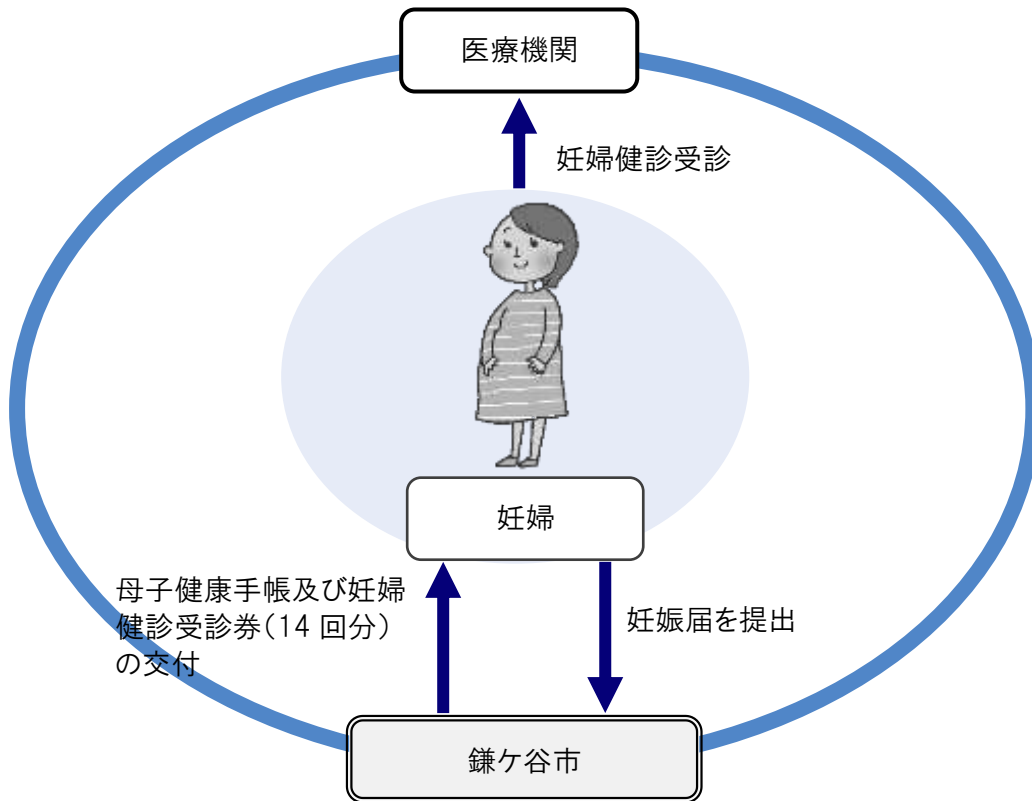 医療機関
妊婦健診受診
妊婦
母子健康手帳及び妊婦
健診受診券（14 回分）
の交付
妊娠届を提出
鎌ケ谷市